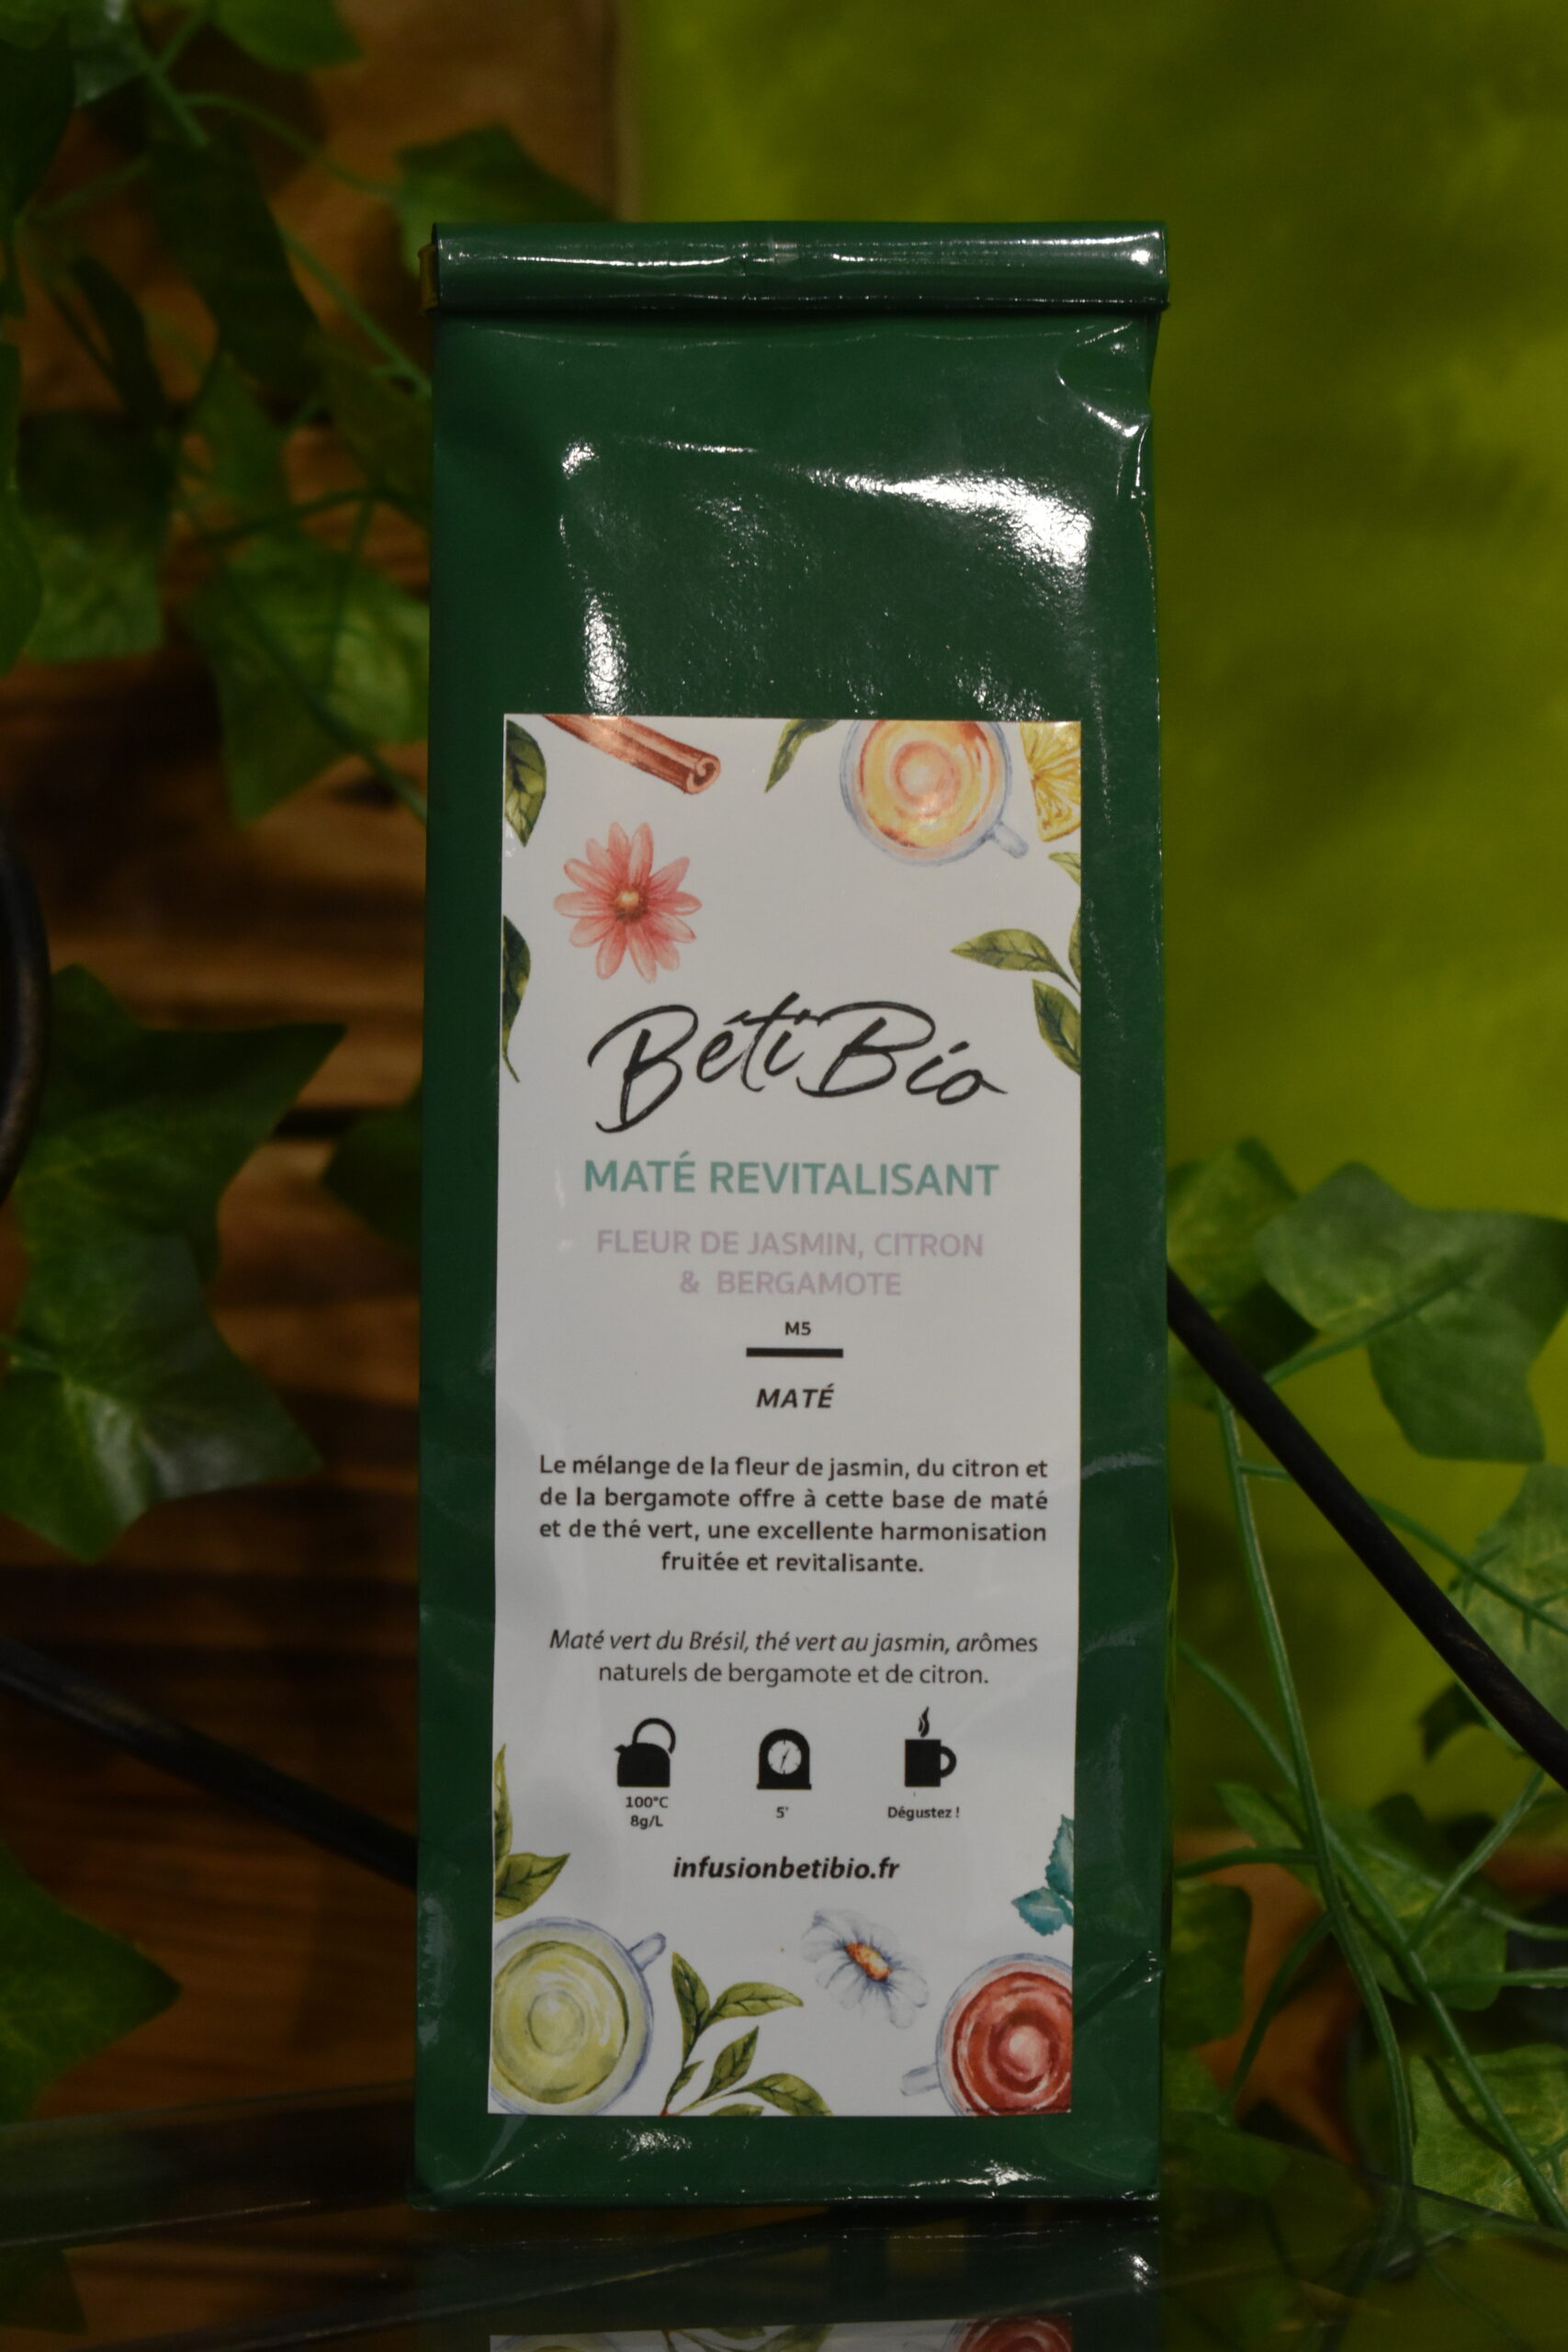 Béti Bio
MATÉ REVITALISANT
FLEUR DE JASMIN, CITRON
& BERGAMOTE
M5
MATÉ
Le mélange de la fleur de jasmin, du citron et
de la bergamote offre à cette base de maté
et de thé vert, une excellente harmonisation
fruitée et revitalisante.
Maté vert du Brésil, thé vert au jasmin, arômes
naturels de bergamote et de citron.
100°C
8g/L
5'
Dégustez !
infusionbetibio.fr